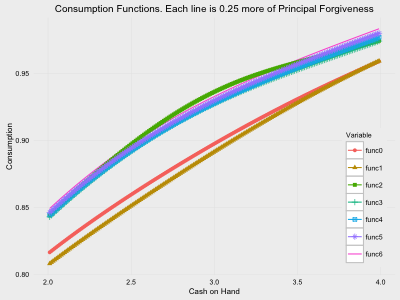 Consumption Functions. Each line is 0.25 more of Principal Forgiveness
Consumption
0.95
0.90
0.85
0.80
2.0
2.5
3.0
3.5
4.0
Cash on Hand
Variable
func0
func1
func2
func3
func4
func5
func6